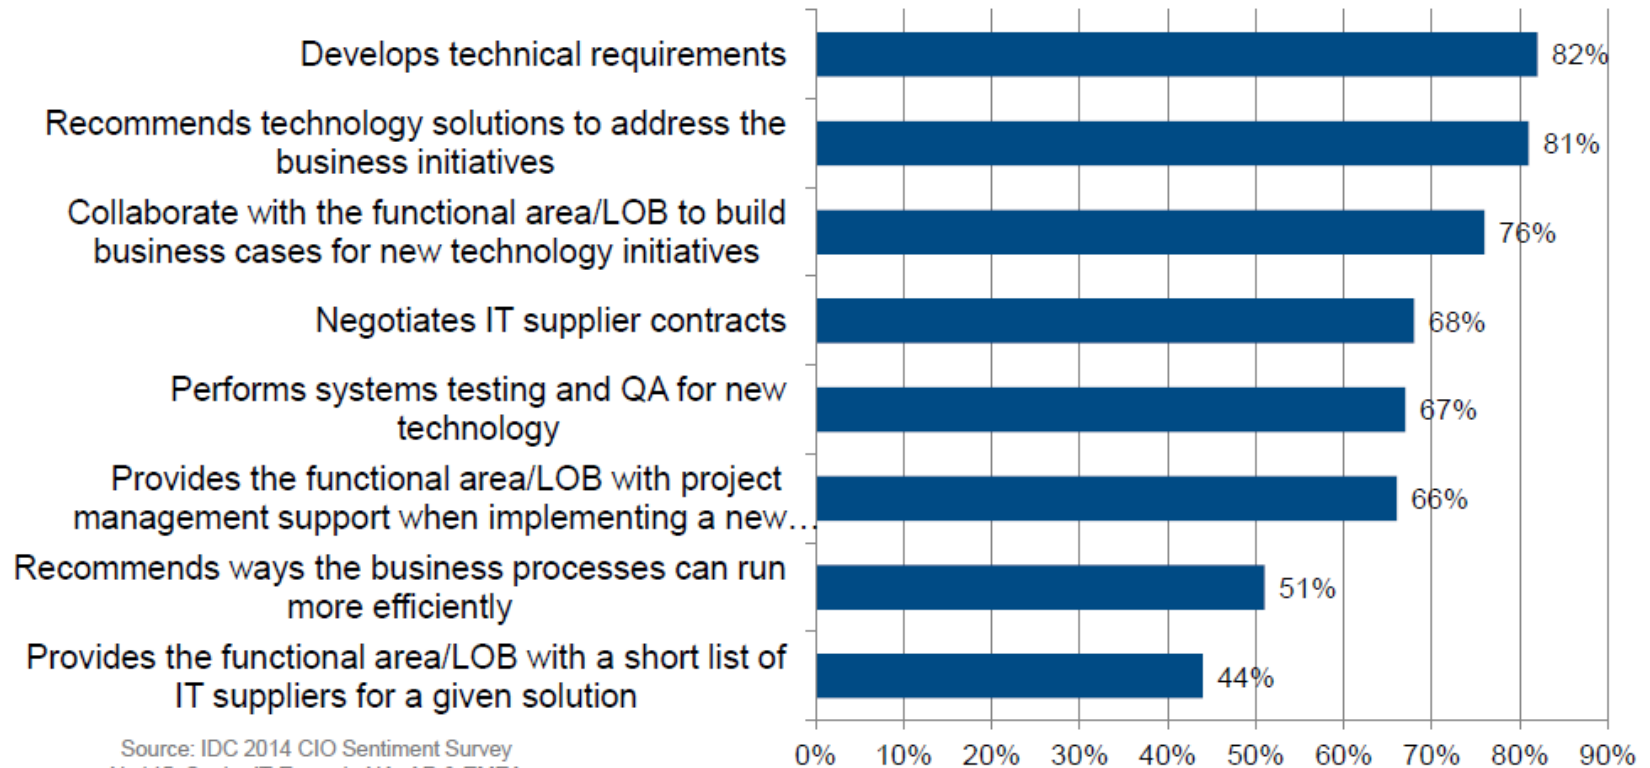 Develops technical requirements
82%
Recommends technology solutions to address the
business initiatives
81%
Collaborate with the functional area/LOB to build
business cases for new technology initiatives
76%
Negotiates IT supplier contracts
68%
Performs systems testing and QA for new
technology
67%
Provides the functional area/LOB with project
management support when implementing a new…
66%
Recommends ways the business processes can run
more efficiently
51%
Provides the functional area/LOB with a short list of
IT suppliers for a given solution
44%
0% 10% 20% 30% 40% 50% 60% 70% 80% 90%
Source: IDC 2014 CIO Sentiment Survey